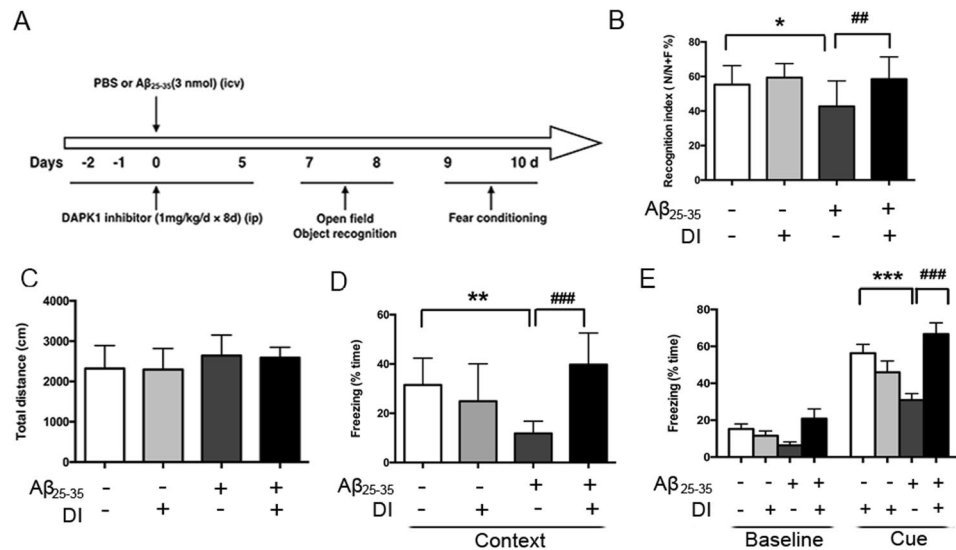 A
PBS or Aβ25-35(3 nmol) (icv)
Days -2 -1 0 5 7 8 9 10 d
DAPK1 inhibitor (1mg/kg/d × 8d) (ip)
Open field
Object recognition
Fear conditioning
B
* ##
Recognition index ( N/N+F %)
80
60
40
20
0
Aβ25-35 - - + +
DI - + - +
C
Total distance (cm)
4000
3000
2000
1000
0
Aβ25-35 - - + +
DI - + - +
D
** ###
Freezing (% time)
60
40
20
0
Aβ25-35 - - + +
DI - + - +
Context
E
*** ###
Freezing (% time)
80
60
40
20
0
Aβ25-35 - - + + - - + +
DI - + - + + + - +
Baseline Cue